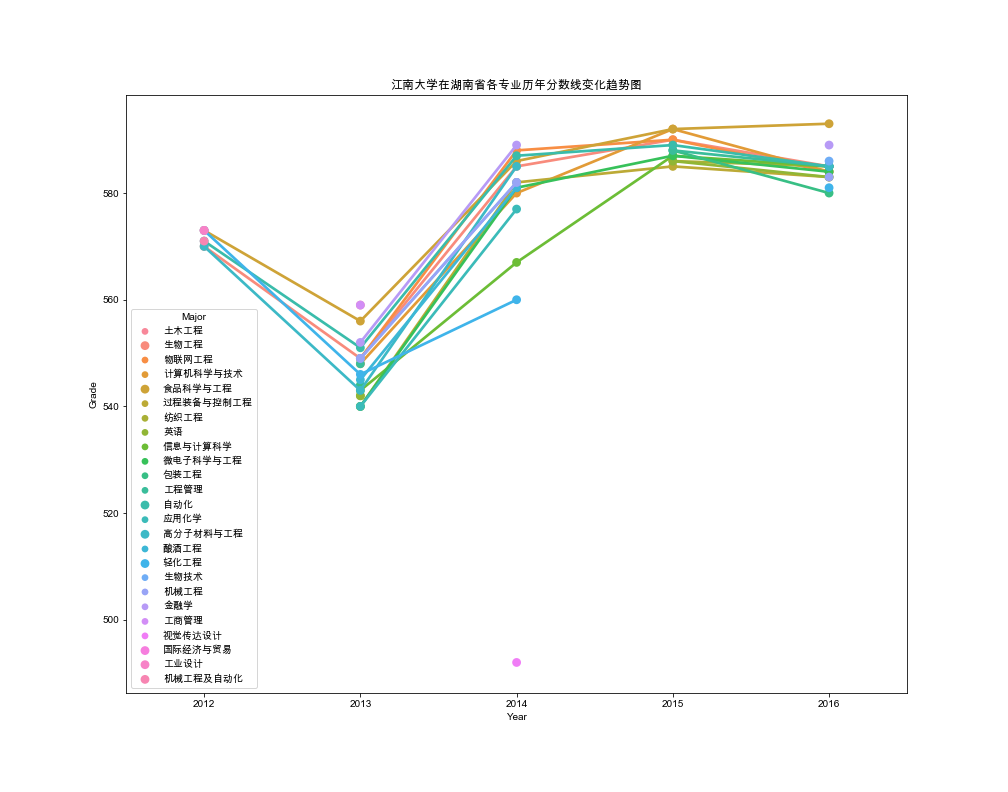 江南大学在湖南省各专业历年分数线变化趋势图
Grade
580
560
540
520
500
Major
土木工程
生物工程
物联网工程
计算机科学与技术
食品科学与工程
过程装备与控制工程
纺织工程
英语
信息与计算科学
微电子科学与工程
包装工程
工程管理
自动化
应用化学
高分子材料与工程
酿酒工程
轻化工程
生物技术
机械工程
金融学
工商管理
视觉传达设计
国际经济与贸易
工业设计
机械工程及自动化
2012 2013 2014 2015 2016
Year